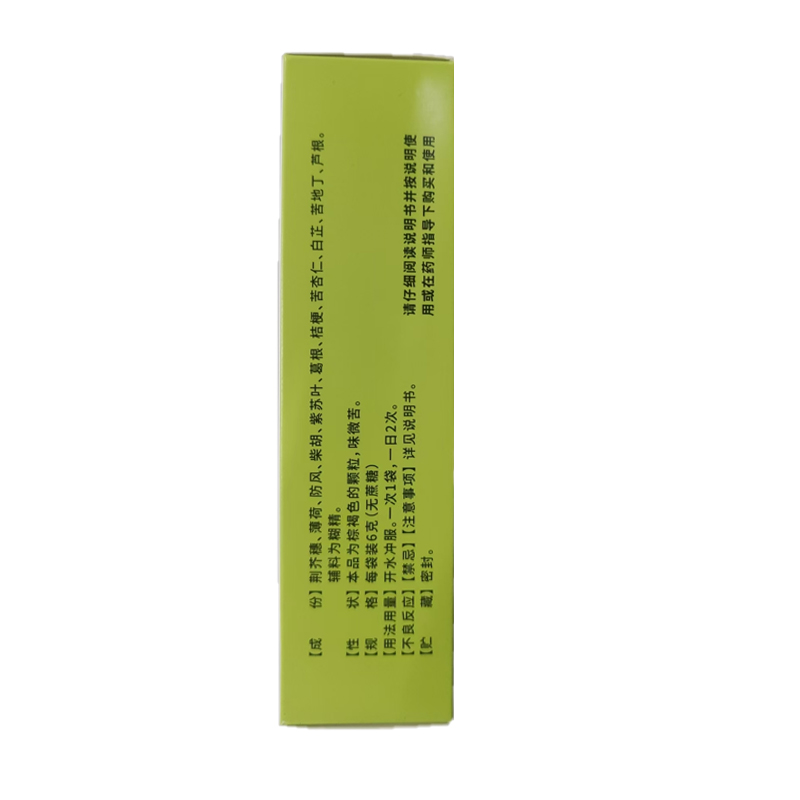 【成　　份】荆芥穗、薄荷、防风、柴胡、紫苏叶、葛根、桔梗、苦杏仁、白芷、苦地丁、芦根。
辅料为糊精。
【性　　状】本品为棕褐色的颗粒，味微苦。
【规　　格】每袋装6克（无蔗糖）
【用法用量】开水冲服。一次1袋，一日2次。
【不良反应】【禁忌】【注意事项】详见说明书。
【贮　　藏】密封。
请仔细阅读说明书并按说明使
用或在药师指导下购买和使用